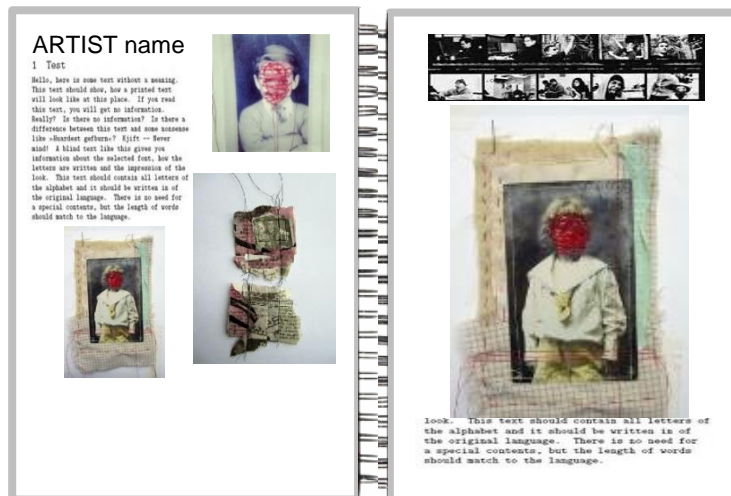 ARTIST name
1 Test
Hello, here is some text without a meaning.
This text should show, how a printed text
will look like at this place. If you read
this text, you will get no information.
Really? Is there no information? Is there a
difference between this text and some nonsense
like »Huardest gefburn«? Kjift -- Never
mind! A blind text like this gives you
information about the selected font, how the
letters are written and the impression of the
look. This text should contain all letters of
the alphabet and it should be written in of
the original language. There is no need for
a special contents, but the length of words
should match to the language.
look. This text should contain all letters of
the alphabet and it should be written in of
the original language. There is no need for
a special contents, but the length of words
should match to the language.